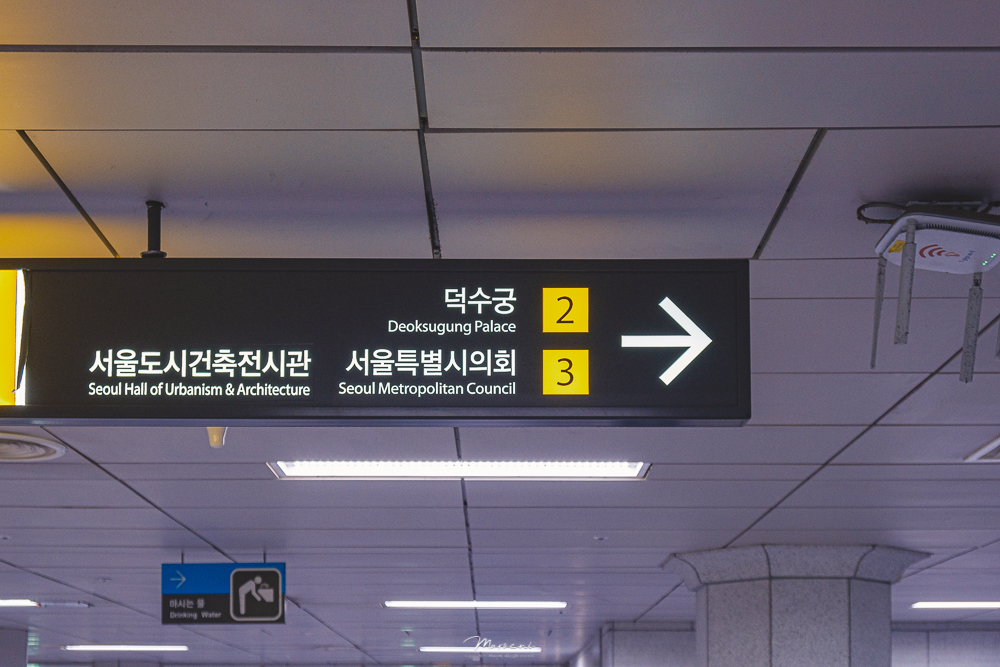 덕수궁 2
Deoksugung Palace
서울도시건축전시관 서울특별시의회 3
Seoul Hall of Urbanism & Architecture Seoul Metropolitan Council
마시는 물
Drinking Water